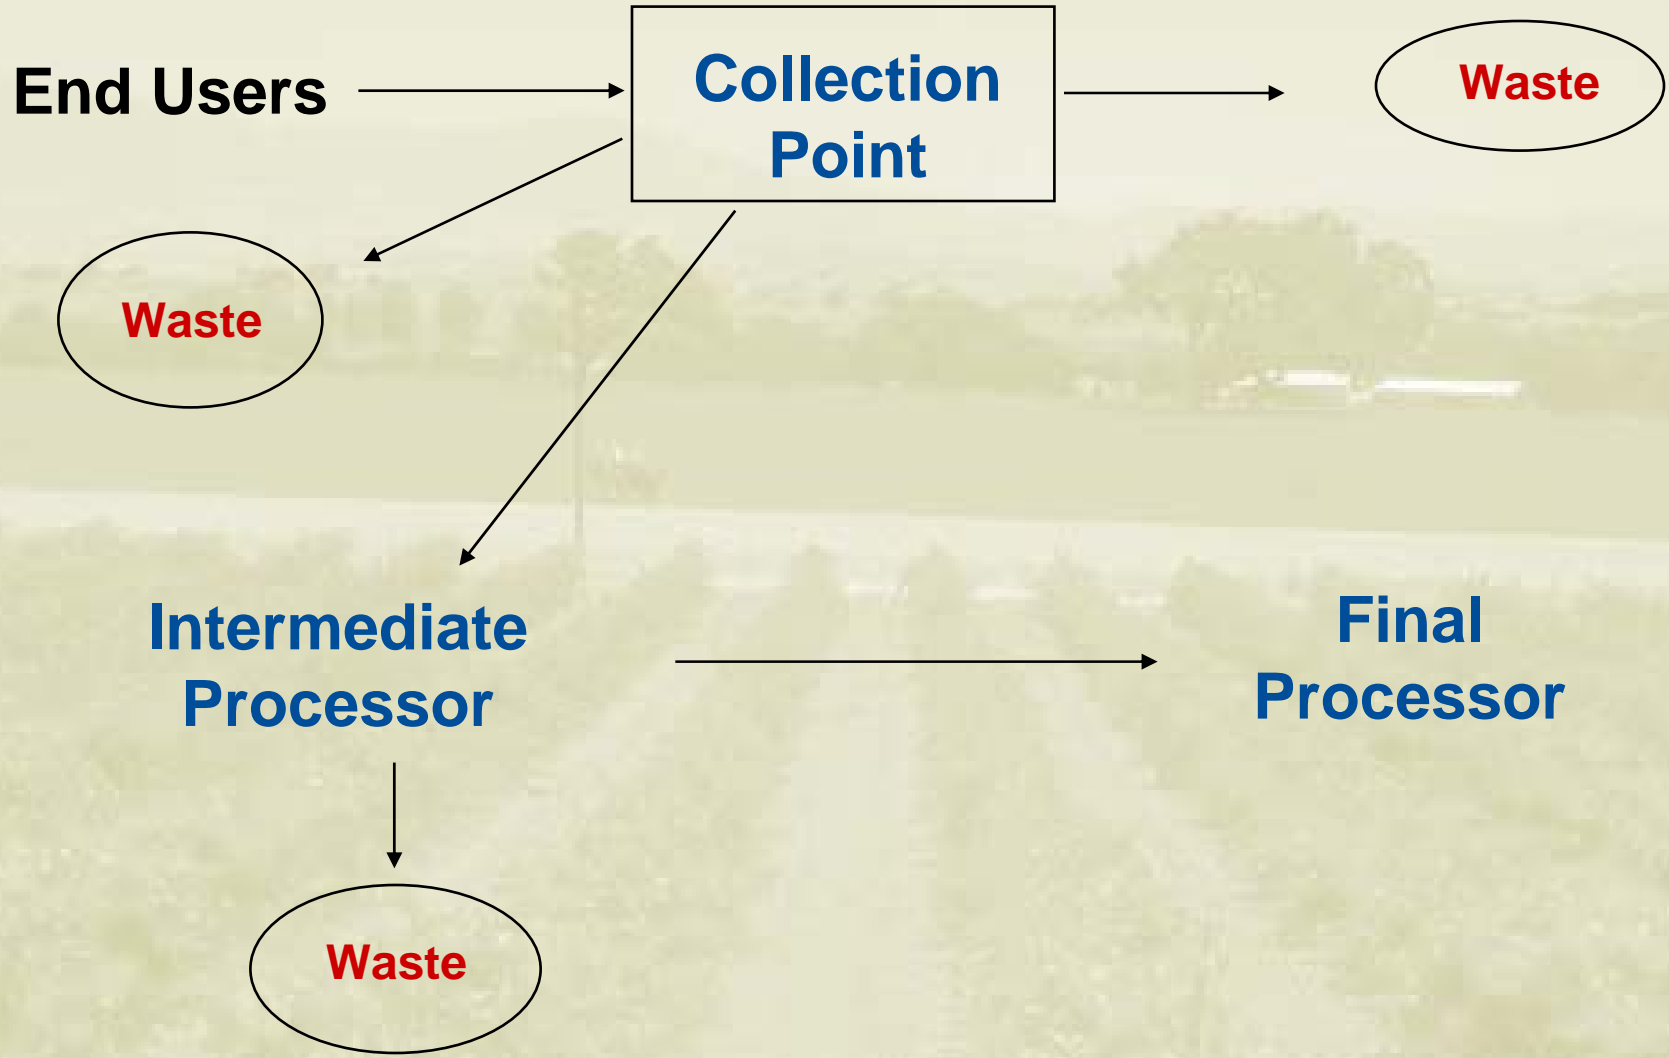 End Users
Collection
Point
Waste
Waste
Intermediate
Processor
Final
Processor
Waste